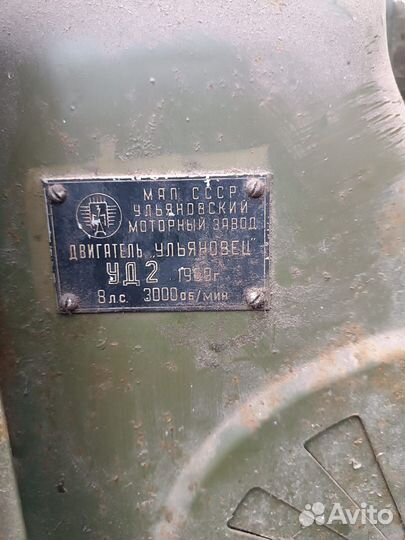 МАП СССР
УЛЬЯНОВСКИЙ
МОТОРНЫЙ ЗАВОД
ДВИГАТЕЛЬ „УЛЬЯНОВЕЦ"
УД2
8 л.с. 3000 об/мин
Avito